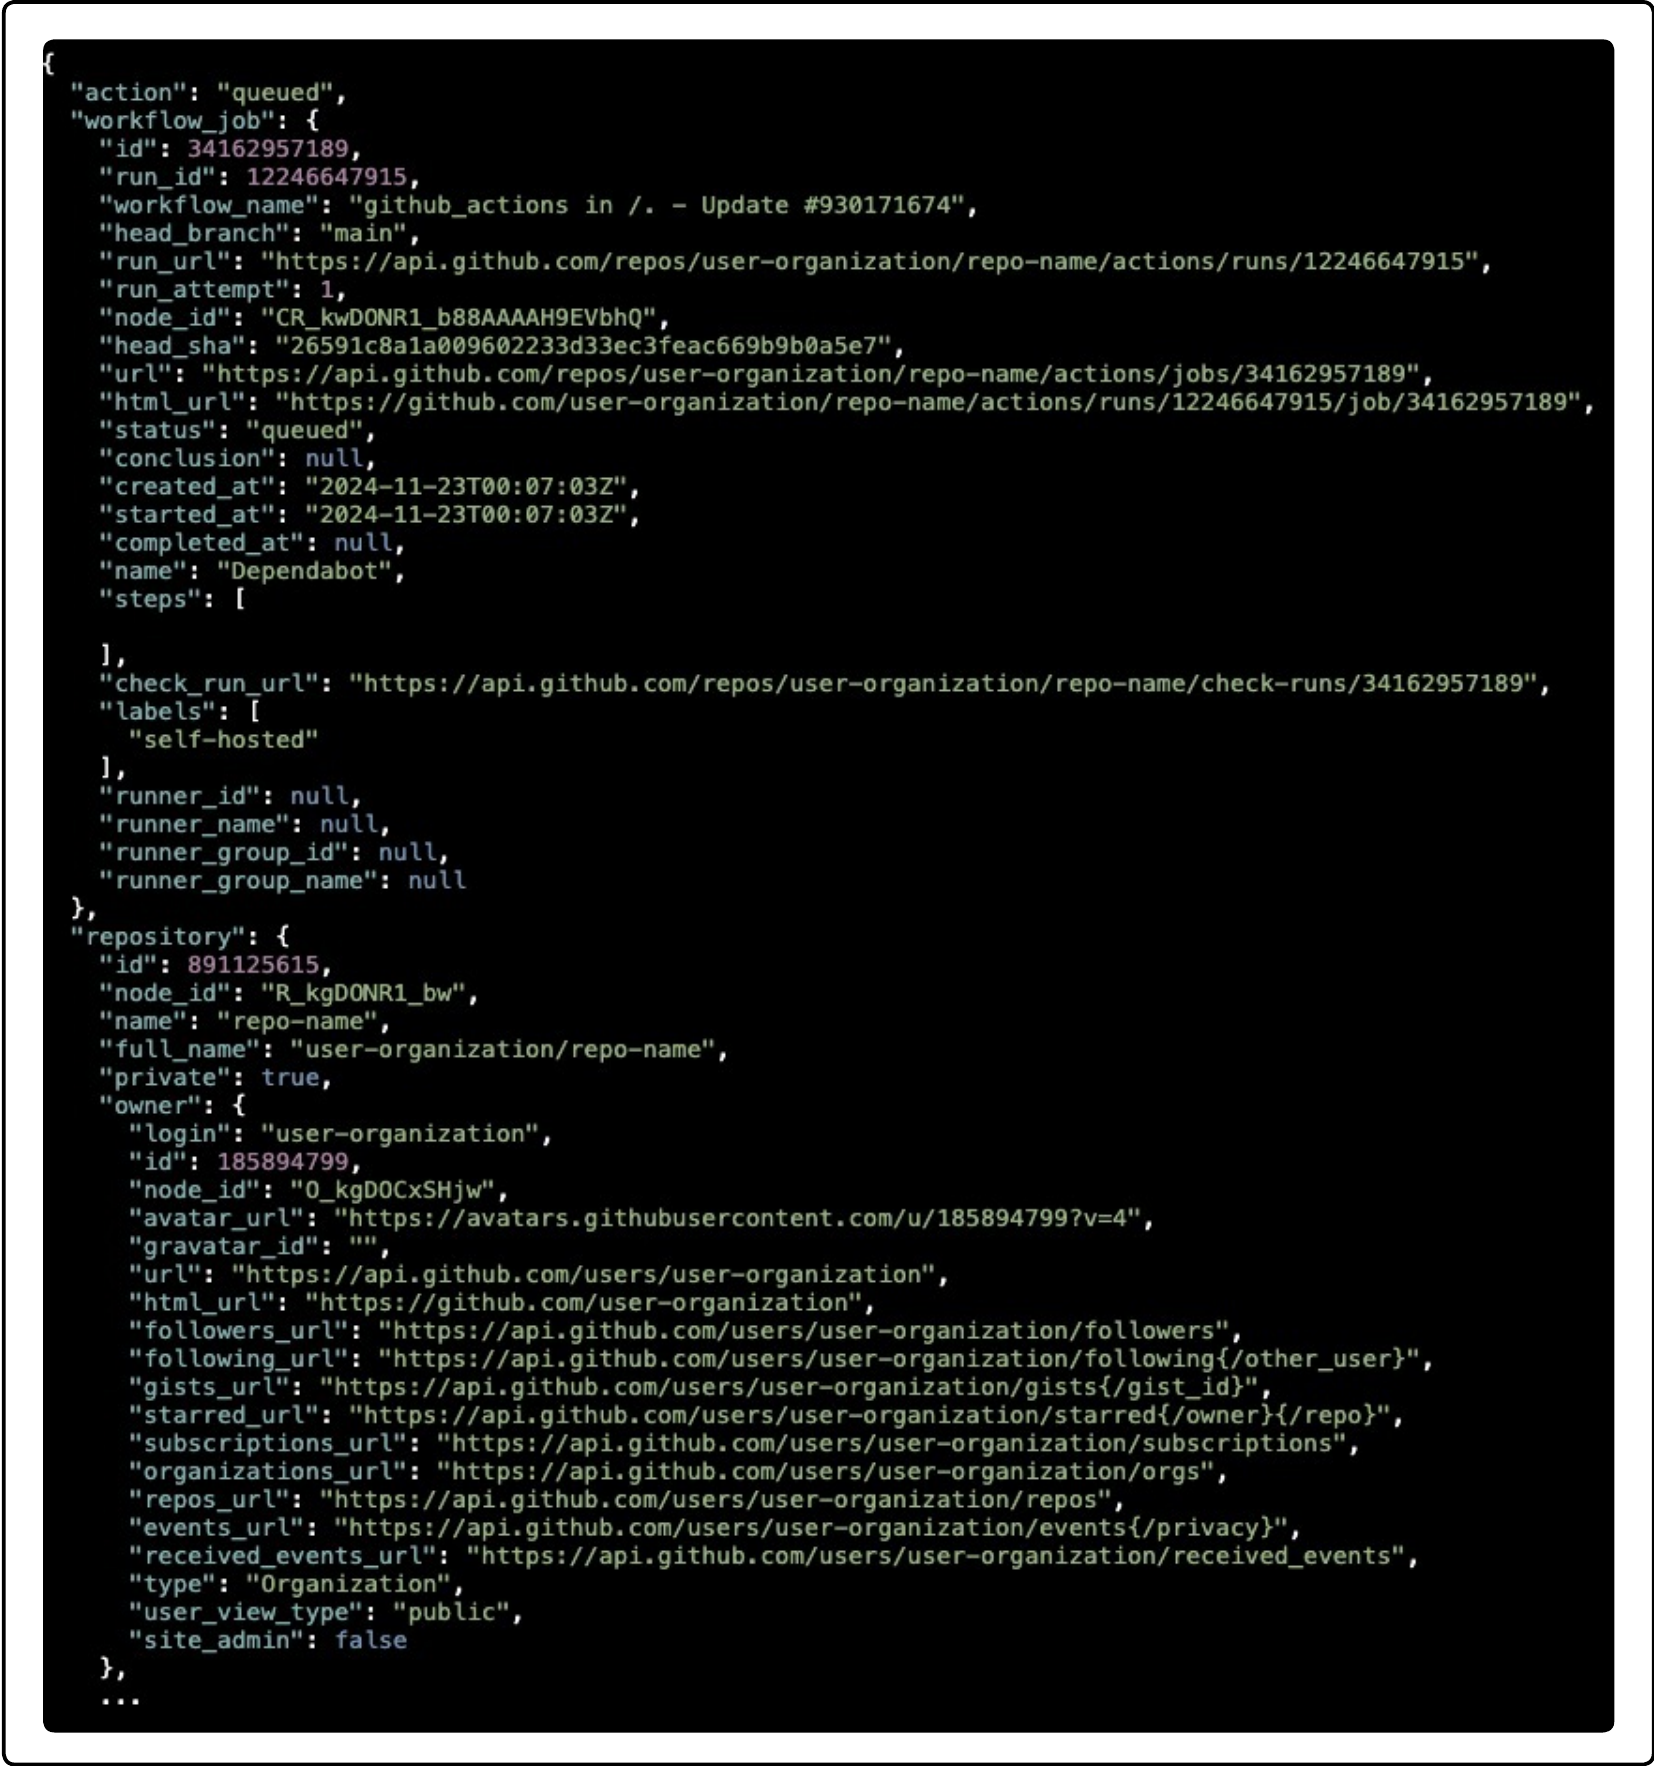 {
"action": "queued",
"workflow_job": {
"id": 34162957189,
"run_id": 12246647915,
"workflow_name": "github_actions in /. – Update #930171674",
"head_branch": "main",
"run_url": "https://api.github.com/repos/user-organization/repo-name/actions/runs/12246647915",
"run_attempt": 1,
"node_id": "CR_kwDONR1_b88AAAAH9EVbhQ",
"head_sha": "26591c8a1a009602233d33ec3feac669b9b0a5e7",
"url": "https://api.github.com/repos/user-organization/repo-name/actions/jobs/34162957189",
"html_url": "https://github.com/user-organization/repo-name/actions/runs/12246647915/job/34162957189",
"status": "queued",
"conclusion": null,
"created_at": "2024-11-23T00:07:03Z",
"started_at": "2024-11-23T00:07:03Z",
"completed_at": null,
"name": "Dependabot",
"steps": [
],
"check_run_url": "https://api.github.com/repos/user-organization/repo-name/check-runs/34162957189",
"labels": [
"self-hosted"
],
"runner_id": null,
"runner_name": null,
"runner_group_id": null,
"runner_group_name": null
},
"repository": {
"id": 891125615,
"node_id": "R_kgDONR1_bw",
"name": "repo-name",
"full_name": "user-organization/repo-name",
"private": true,
"owner": {
"login": "user-organization",
"id": 185894799,
"node_id": "O_kgDOCxSHjw",
"avatar_url": "https://avatars.githubusercontent.com/u/185894799?v=4",
"gravatar_id": "",
"url": "https://api.github.com/users/user-organization",
"html_url": "https://github.com/user-organization",
"followers_url": "https://api.github.com/users/user-organization/followers",
"following_url": "https://api.github.com/users/user-organization/following{/other_user}",
"gists_url": "https://api.github.com/users/user-organization/gists{/gist_id}",
"starred_url": "https://api.github.com/users/user-organization/starred{/owner}{/repo}",
"subscriptions_url": "https://api.github.com/users/user-organization/subscriptions",
"organizations_url": "https://api.github.com/users/user-organization/orgs",
"repos_url": "https://api.github.com/users/user-organization/repos",
"events_url": "https://api.github.com/users/user-organization/events{/privacy}",
"received_events_url": "https://api.github.com/users/user-organization/received_events",
"type": "Organization",
"user_view_type": "public",
"site_admin": false
},
...